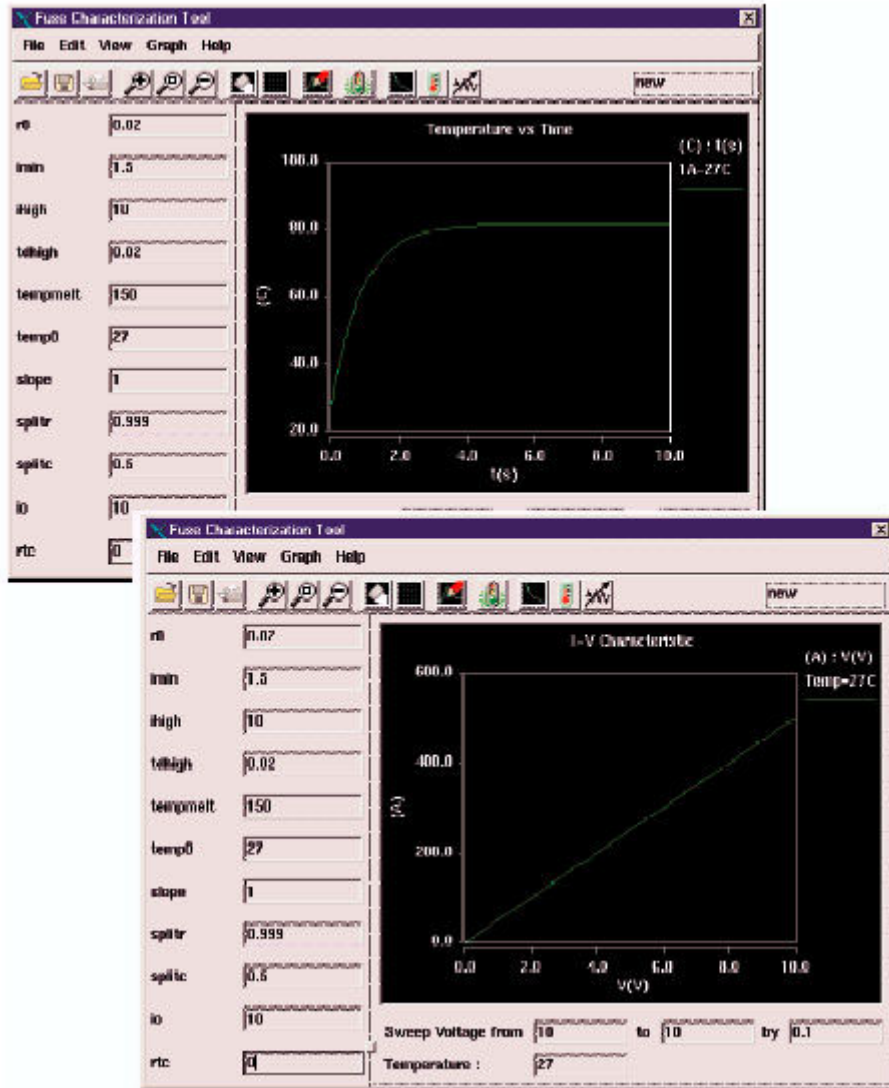 Fuse Characterization Tool
File Edit View Graph Help
new
r0 0.02
imin 1.5
ihigh 10
tdhigh 0.02
tempmelt 150
temp0 27
slope 1
splitr 0.999
splitc 0.5
io 10
rtc 0
Temperature vs Time
(C) : t(s)
1A-27C
100.0
80.0
60.0
40.0
20.0
(C)
0.0 2.0 4.0 6.0 8.0 10.0
t(s)
Fuse Characterization Tool
File Edit View Graph Help
new
r0 0.02
imin 1.5
ihigh 10
tdhigh 0.02
tempmelt 150
temp0 27
slope 1
splitr 0.999
splitc 0.5
io 10
rtc 0
I-V Characteristic
(A) : V(V)
Temp=27C
600.0
400.0
200.0
0.0
(A)
0.0 2.0 4.0 6.0 8.0 10.0
V(V)
Sweep Voltage from 10 to 10 by 0.1
Temperature : 27